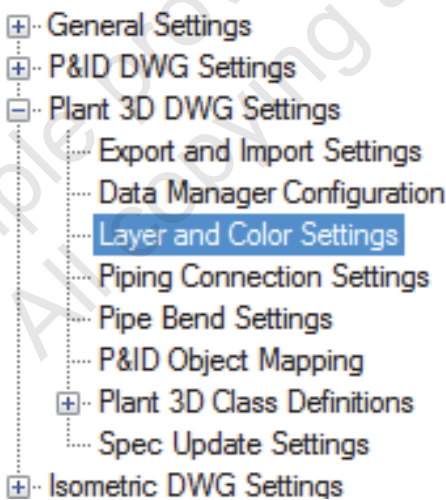 General Settings
P&ID DWG Settings
Plant 3D DWG Settings
Export and Import Settings
Data Manager Configuration
Layer and Color Settings
Piping Connection Settings
Pipe Bend Settings
P&ID Object Mapping
Plant 3D Class Definitions
Spec Update Settings
Isometric DWG Settings